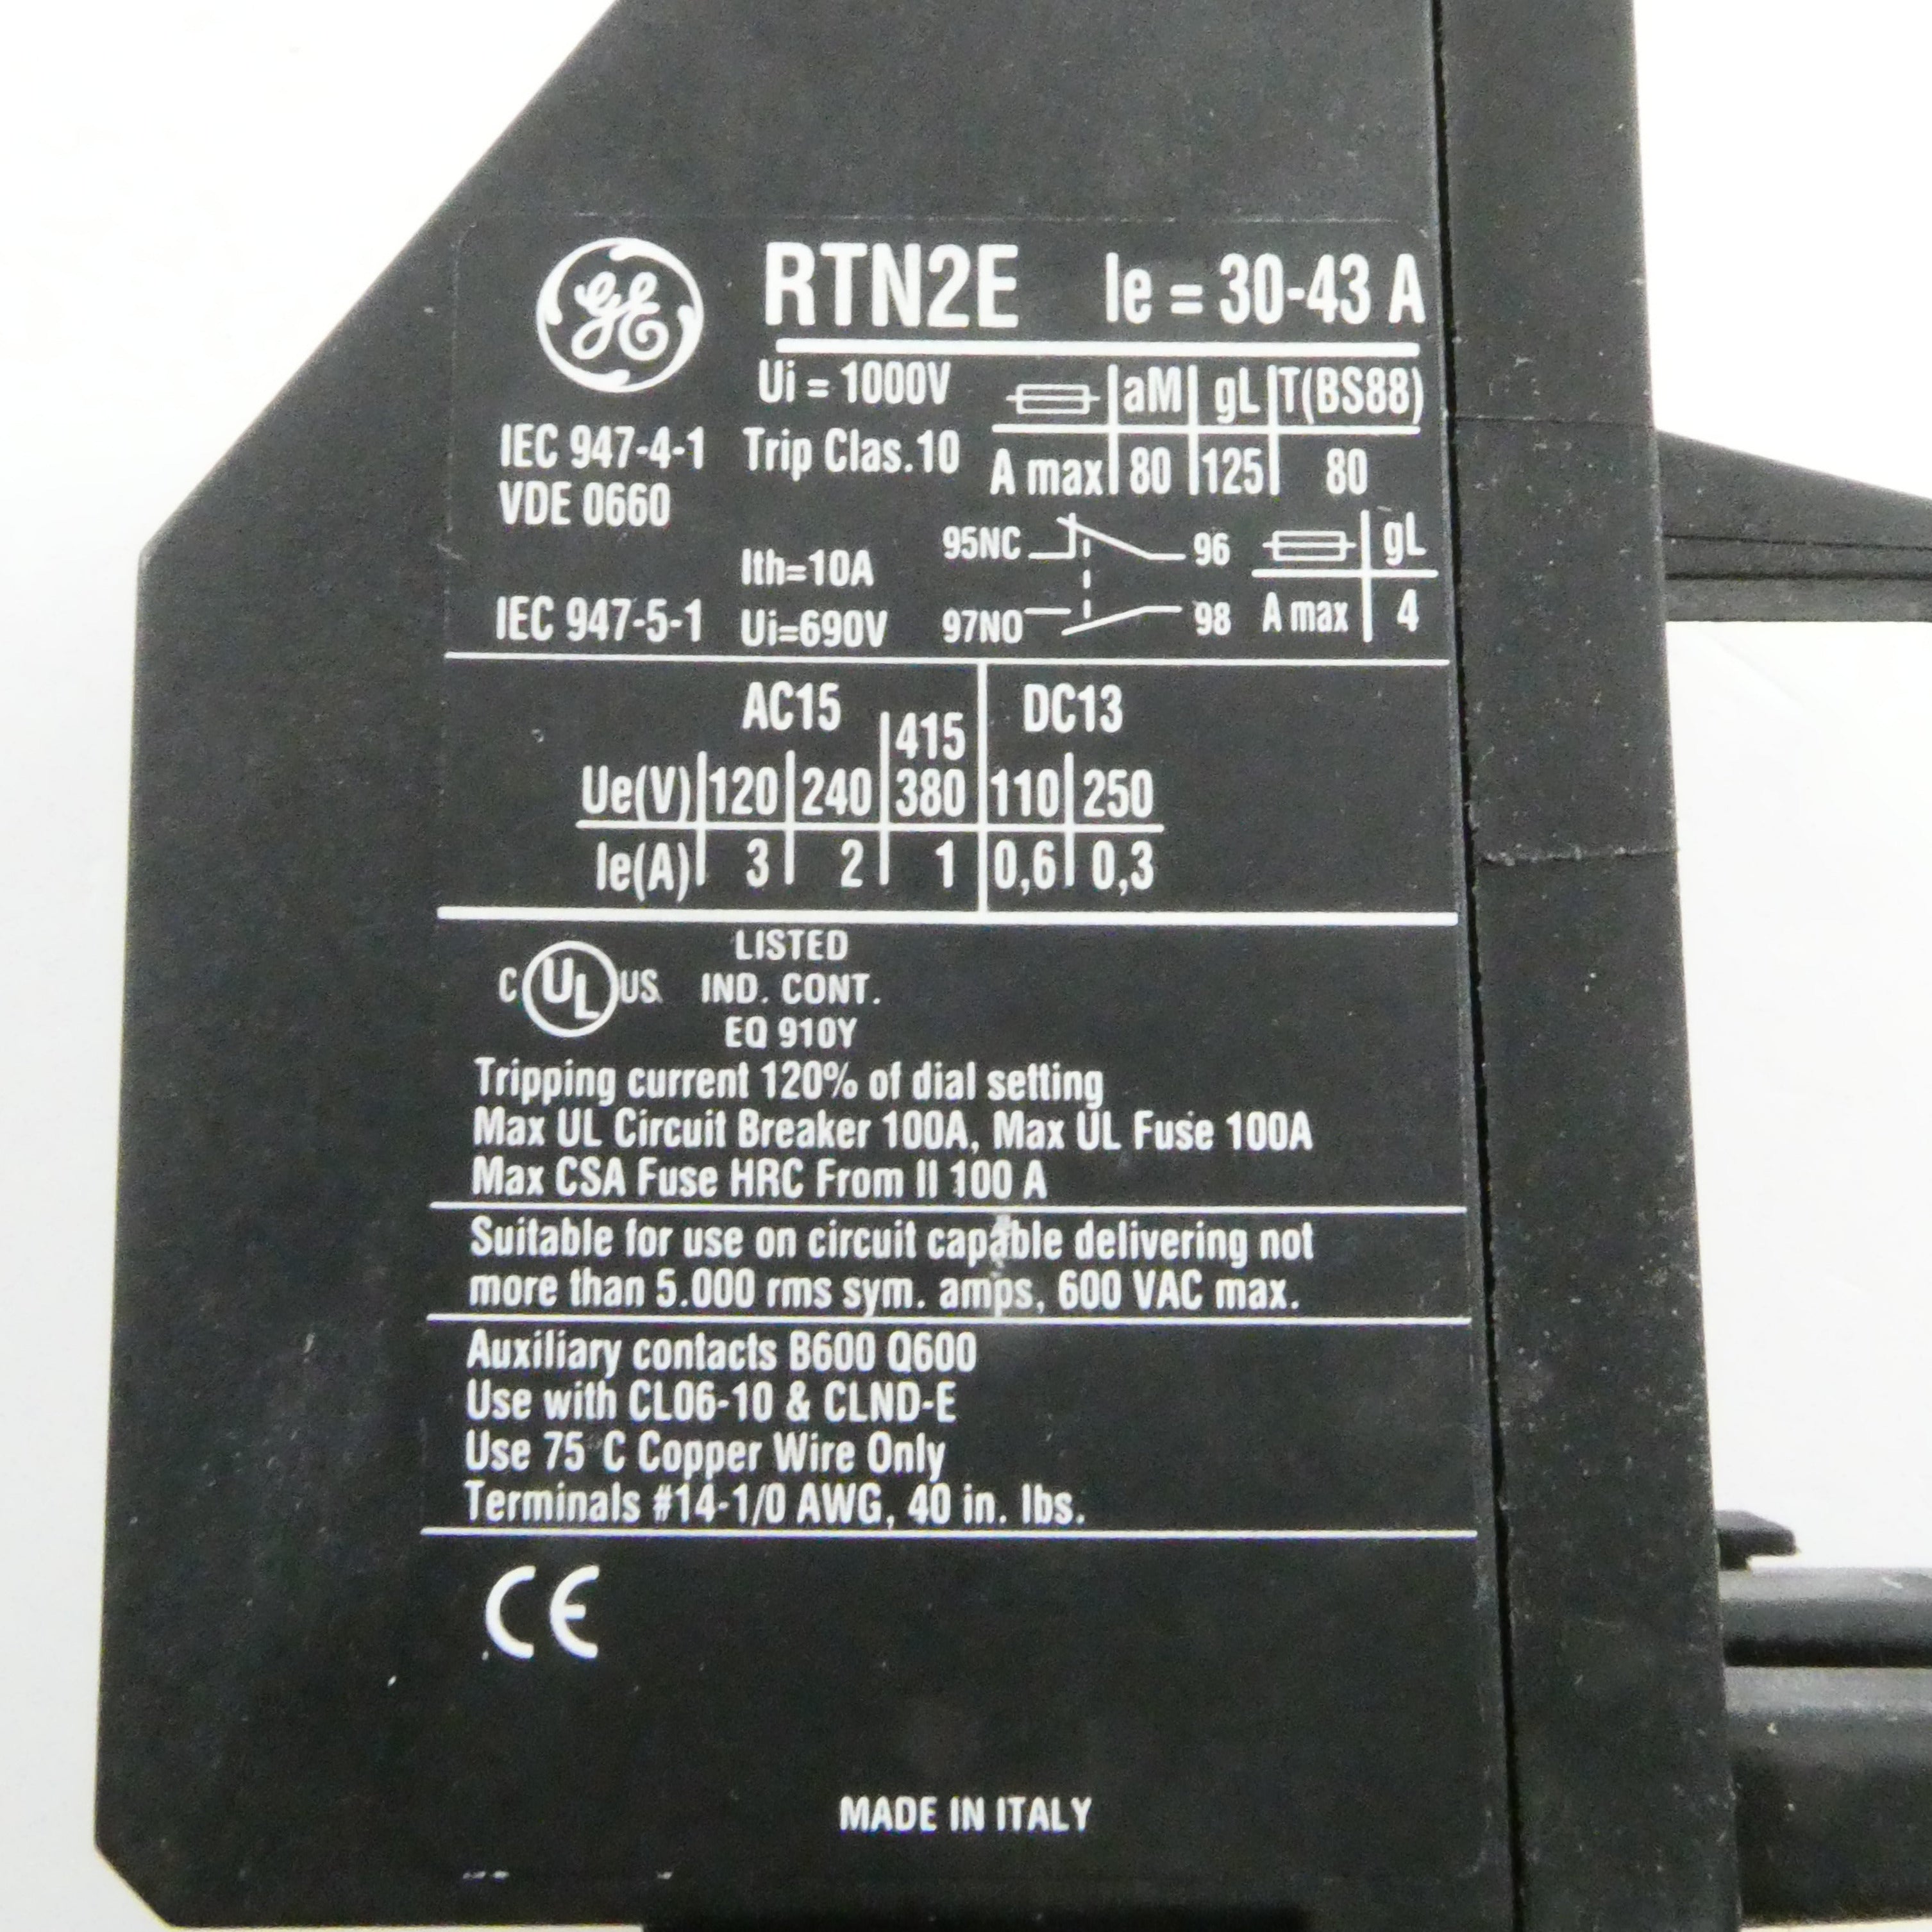 GE RTN2E Ie = 30-43 A
Ui = 1000V aM gL T(BS88)
IEC 947-4-1 Trip Clas.10 A max 80 125 80
VDE 0660
95NC 96 gL
Ith=10A
IEC 947-5-1 Ui=690V 97NO 98 A max 4
AC15 DC13
415
Ue(V) 120 240 380 110 250
Ie(A) 3 2 1 0,6 0,3
LISTED
C UL US IND. CONT.
EQ 910Y
Tripping current 120% of dial setting
Max UL Circuit Breaker 100A, Max UL Fuse 100A
Max CSA Fuse HRC From II 100 A
Suitable for use on circuit capable delivering not
more than 5.000 rms sym. amps, 600 VAC max.
Auxiliary contacts B600 Q600
Use with CL06-10 & CLND-E
Use 75 C Copper Wire Only
Terminals #14-1/0 AWG, 40 in. lbs.
CE
MADE IN ITALY